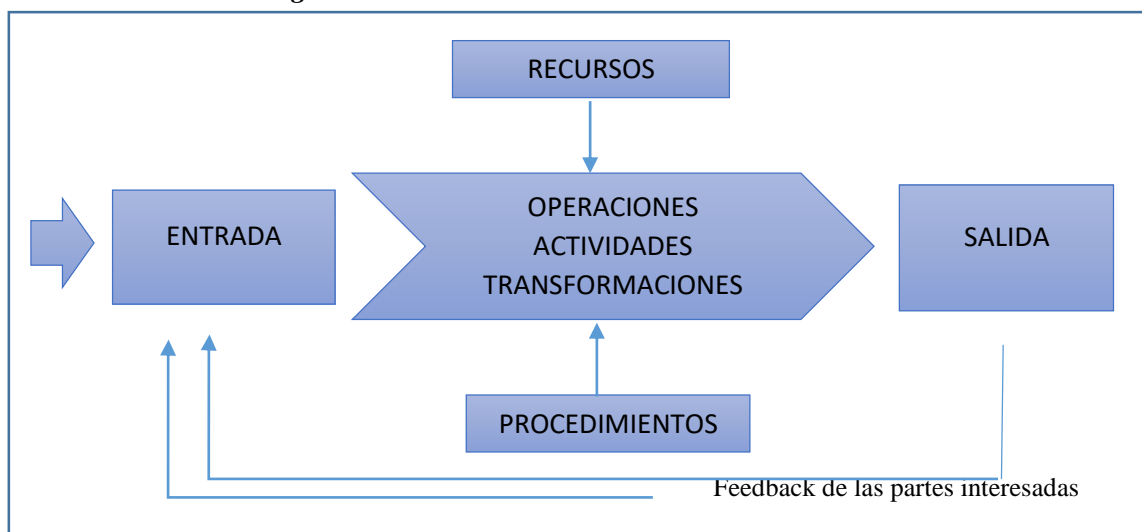 RECURSOS
ENTRADA
OPERACIONES
ACTIVIDADES
TRANSFORMACIONES
SALIDA
PROCEDIMIENTOS
Feedback de las partes interesadas